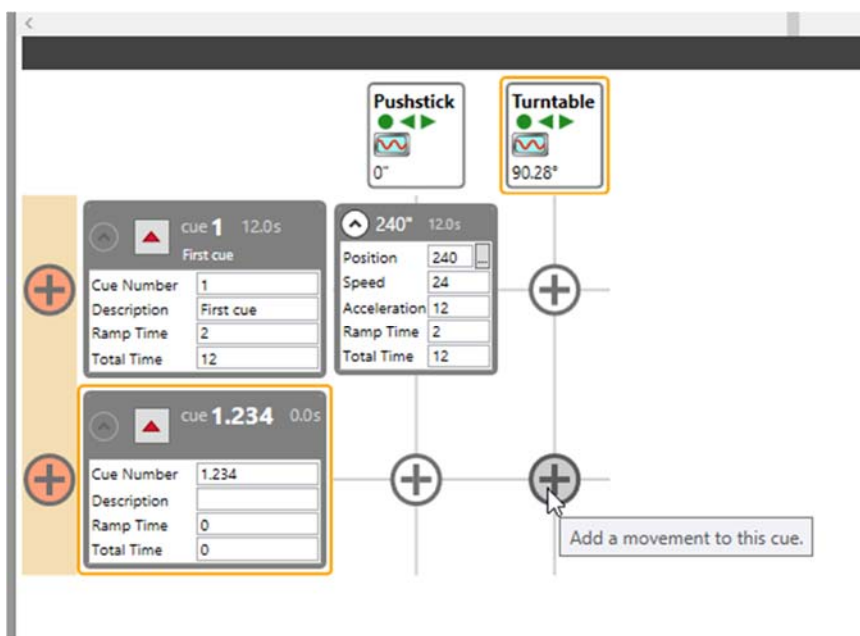 Pushstick
0"
Turntable
90.28°
cue 1 12.0s
First cue
Cue Number 1
Description First cue
Ramp Time 2
Total Time 12
240" 12.0s
Position 240 ...
Speed 24
Acceleration 12
Ramp Time 2
Total Time 12
cue 1.234 0.0s
Cue Number 1.234
Description
Ramp Time 0
Total Time 0
Add a movement to this cue.